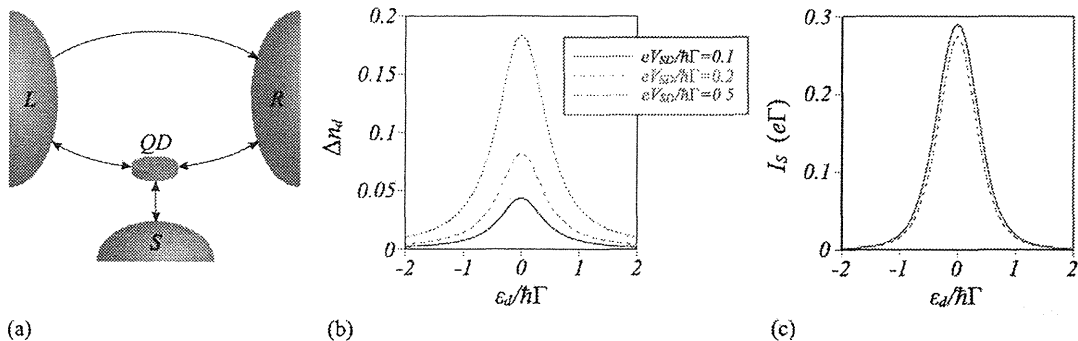 L
R
QD
S
(a)
0.2
0.15
0.1
0.05
0
Δn_d
-2 -1 0 1 2
ε_d/ħΓ
eV_SD/ħΓ=0.1
eV_SD/ħΓ=0.2
eV_SD/ħΓ=0.5
(b)
0.3
0.2
0.1
0
I_S (eΓ)
-2 -1 0 1 2
ε_d/ħΓ
(c)